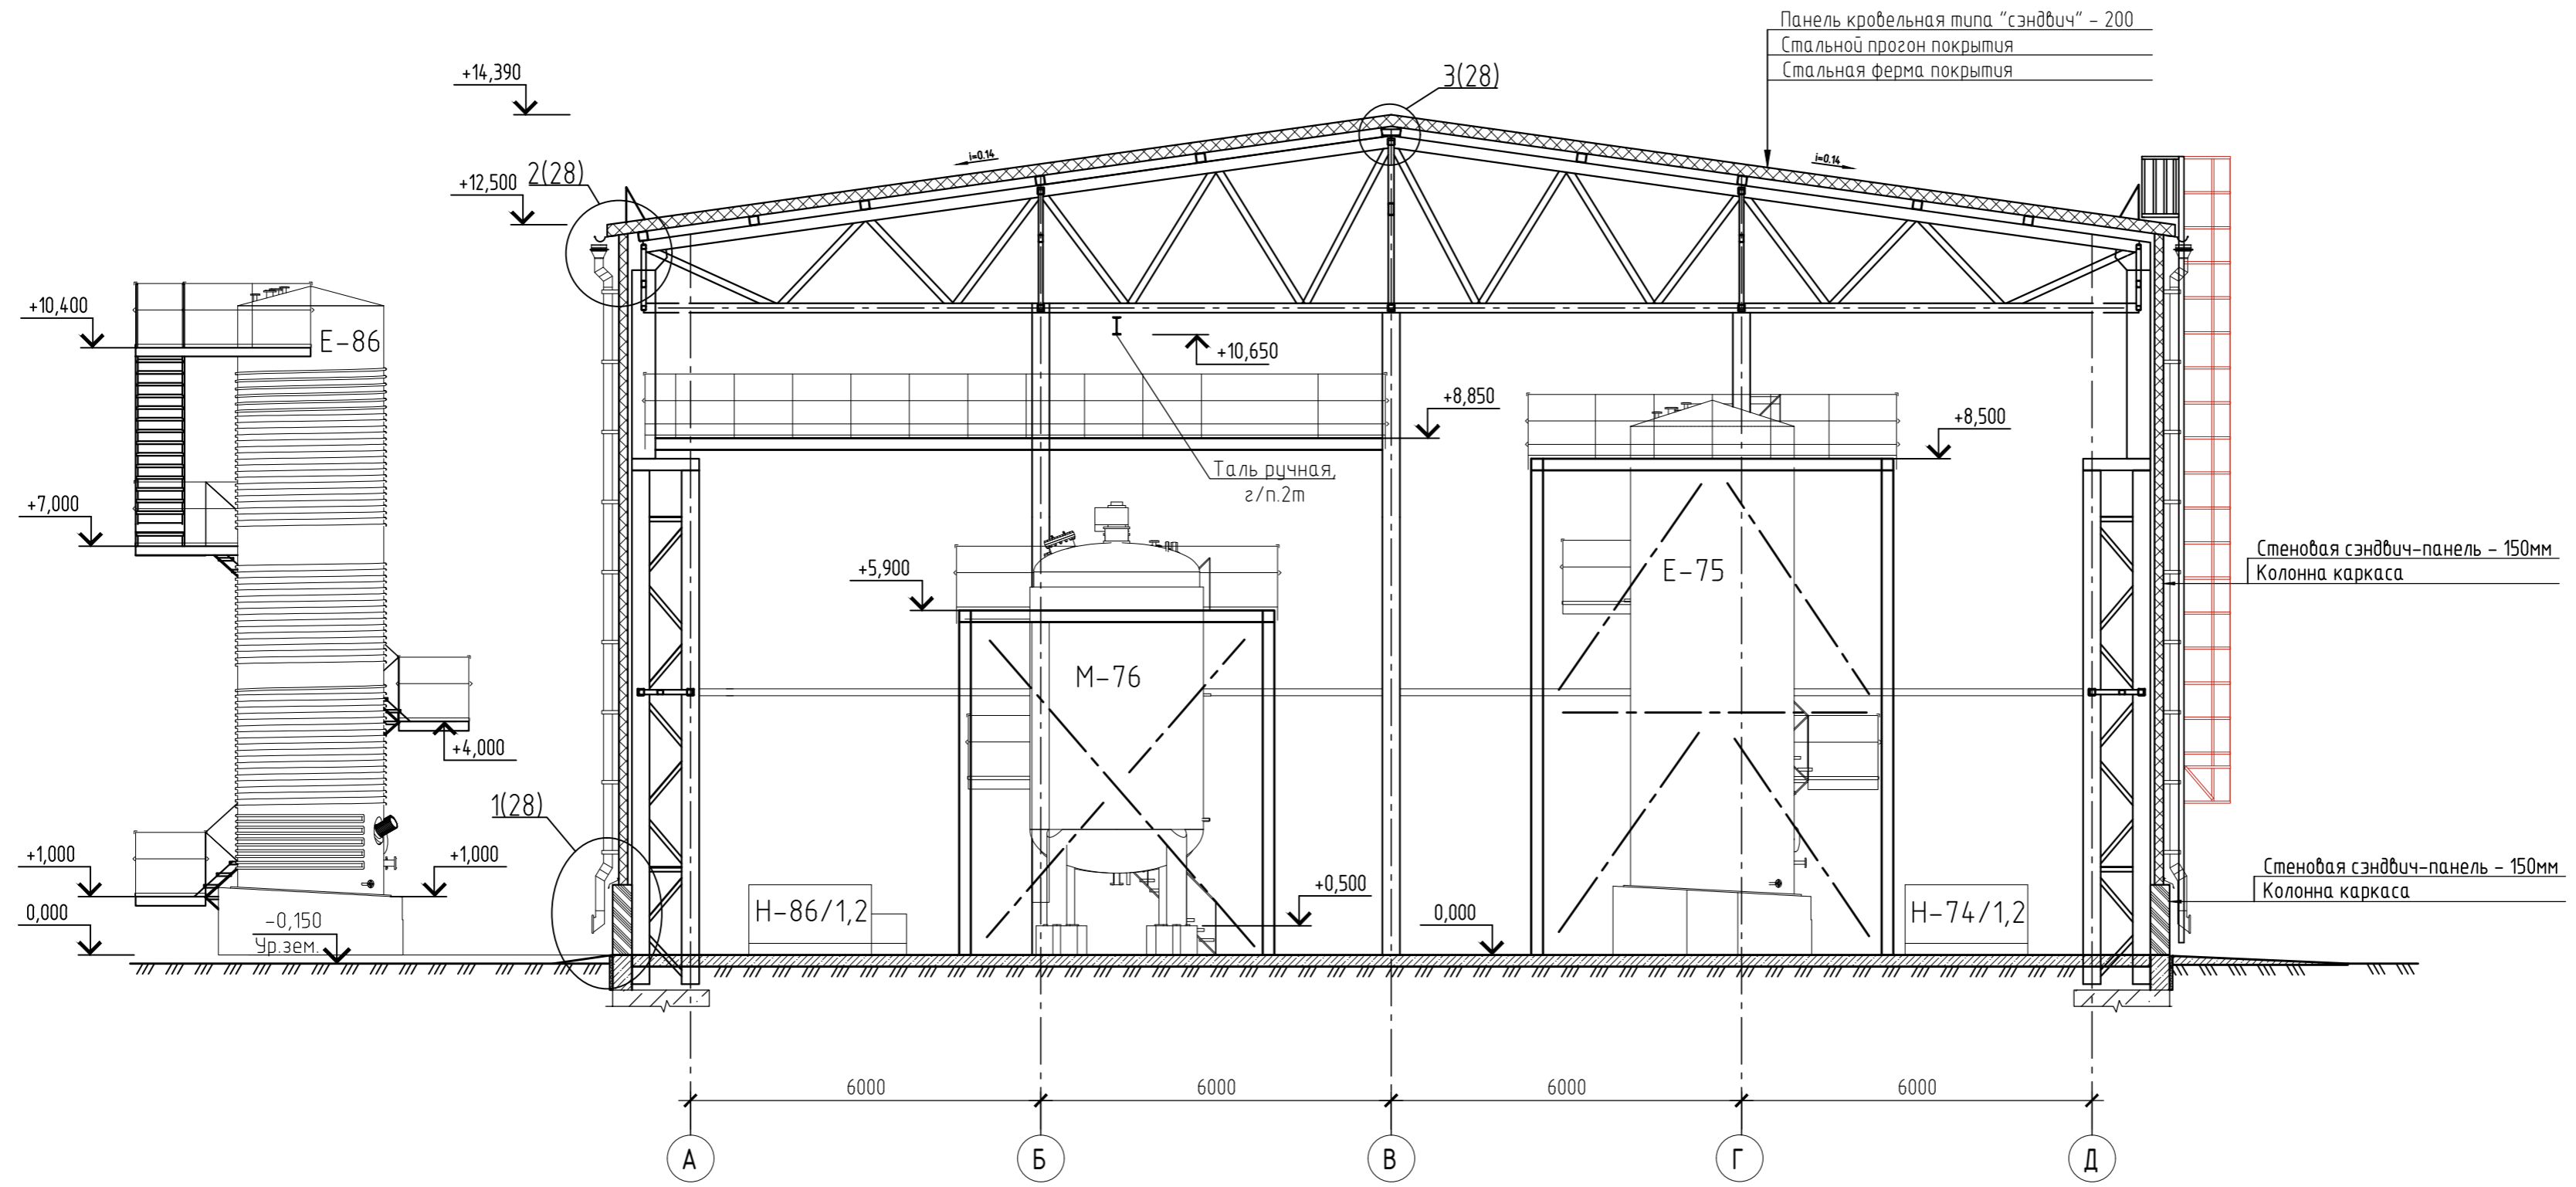 Панель кровельная типа "сэндвич" - 200
Стальной прогон покрытия
Стальная ферма покрытия
+14,390
3(28)
i=0.14
i=0.14
+12,500
2(28)
+10,400
Е-86
+10,650
+8,850
+8,500
Таль ручная,
г/п.2т
+7,000
Стеновая сэндвич-панель - 150мм
Колонна каркаса
+5,900
Е-75
М-76
+4,000
1(28)
+1,000
+1,000
Стеновая сэндвич-панель - 150мм
Колонна каркаса
+0,500
0,000
-0,150
Ур.зем.
Н-86/1,2
0,000
Н-74/1,2
6000
6000
6000
6000
А
Б
В
Г
Д